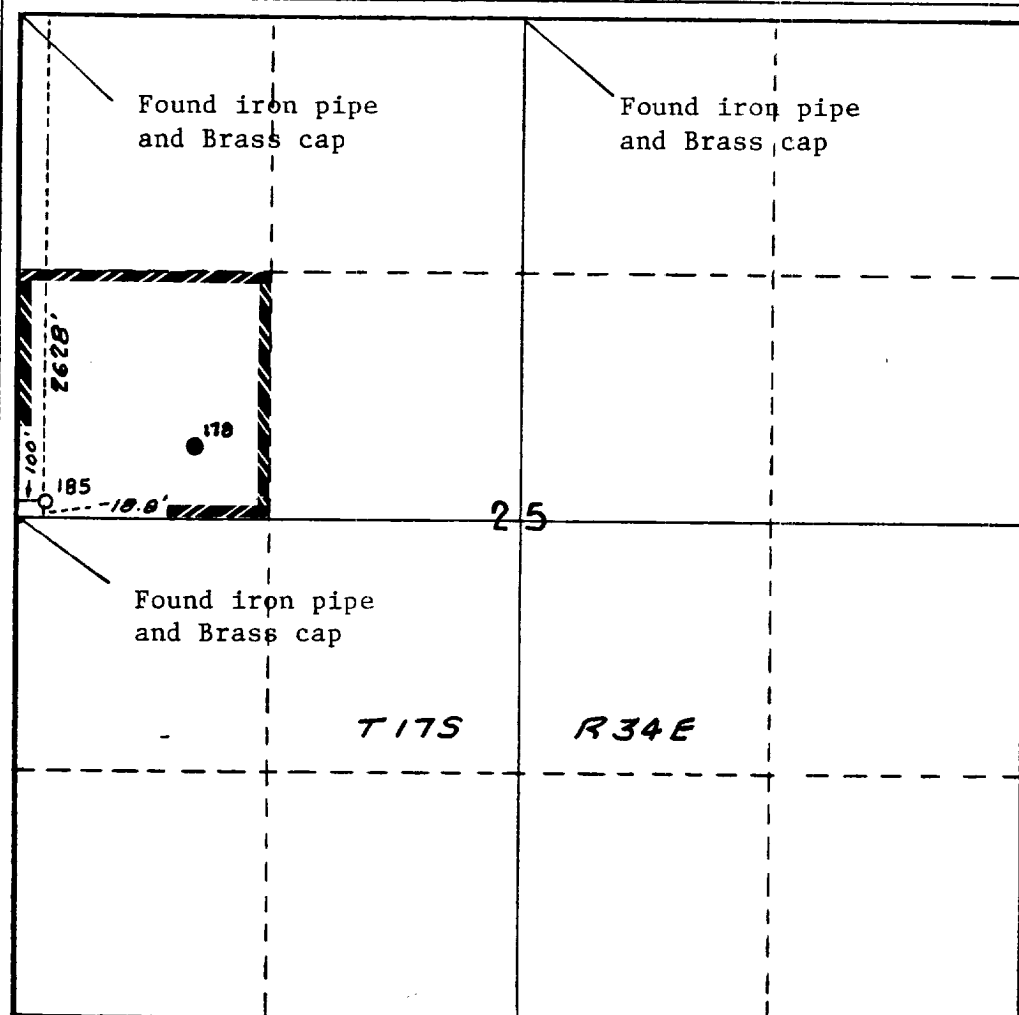 Found iron pipe
and Brass cap
Found iron pipe
and Brass cap
2628'
178
100'
185
18.8'
25
Found iron pipe
and Brass cap
T17S R34E